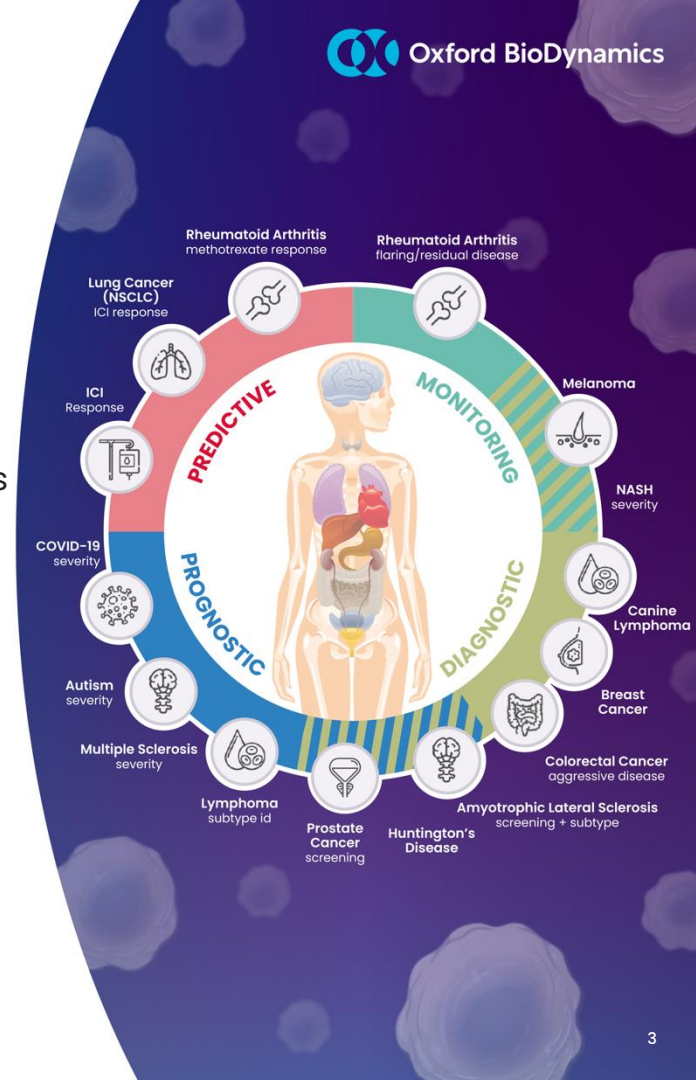 Oxford BioDynamics
Rheumatoid Arthritis
methotrexate response
Rheumatoid Arthritis
flaring/residual disease
Lung Cancer
(NSCLC)
ICI response
ICI
Response
Melanoma
NASH
severity
PREDICTIVE
MONITORING
s
COVID-19
severity
PROGNOSTIC
DIAGNOSTIC
Canine
Lymphoma
Autism
severity
Breast
Cancer
Multiple Sclerosis
severity
Colorectal Cancer
aggressive disease
Lymphoma
subtype id
Amyotrophic Lateral Sclerosis
screening + subtype
Prostate
Cancer
screening
Huntington’s
Disease
3